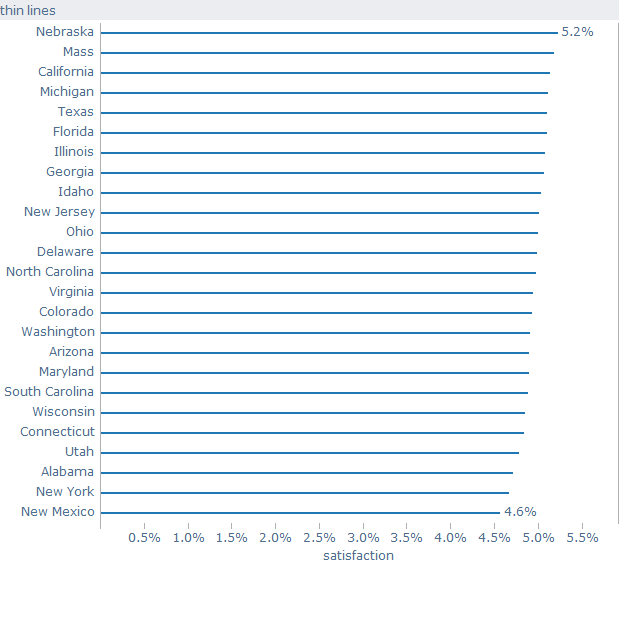 thin lines
Nebraska 5.2%
Mass
California
Michigan
Texas
Florida
Illinois
Georgia
Idaho
New Jersey
Ohio
Delaware
North Carolina
Virginia
Colorado
Washington
Arizona
Maryland
South Carolina
Wisconsin
Connecticut
Utah
Alabama
New York
New Mexico 4.6%
0.5% 1.0% 1.5% 2.0% 2.5% 3.0% 3.5% 4.0% 4.5% 5.0% 5.5%
satisfaction